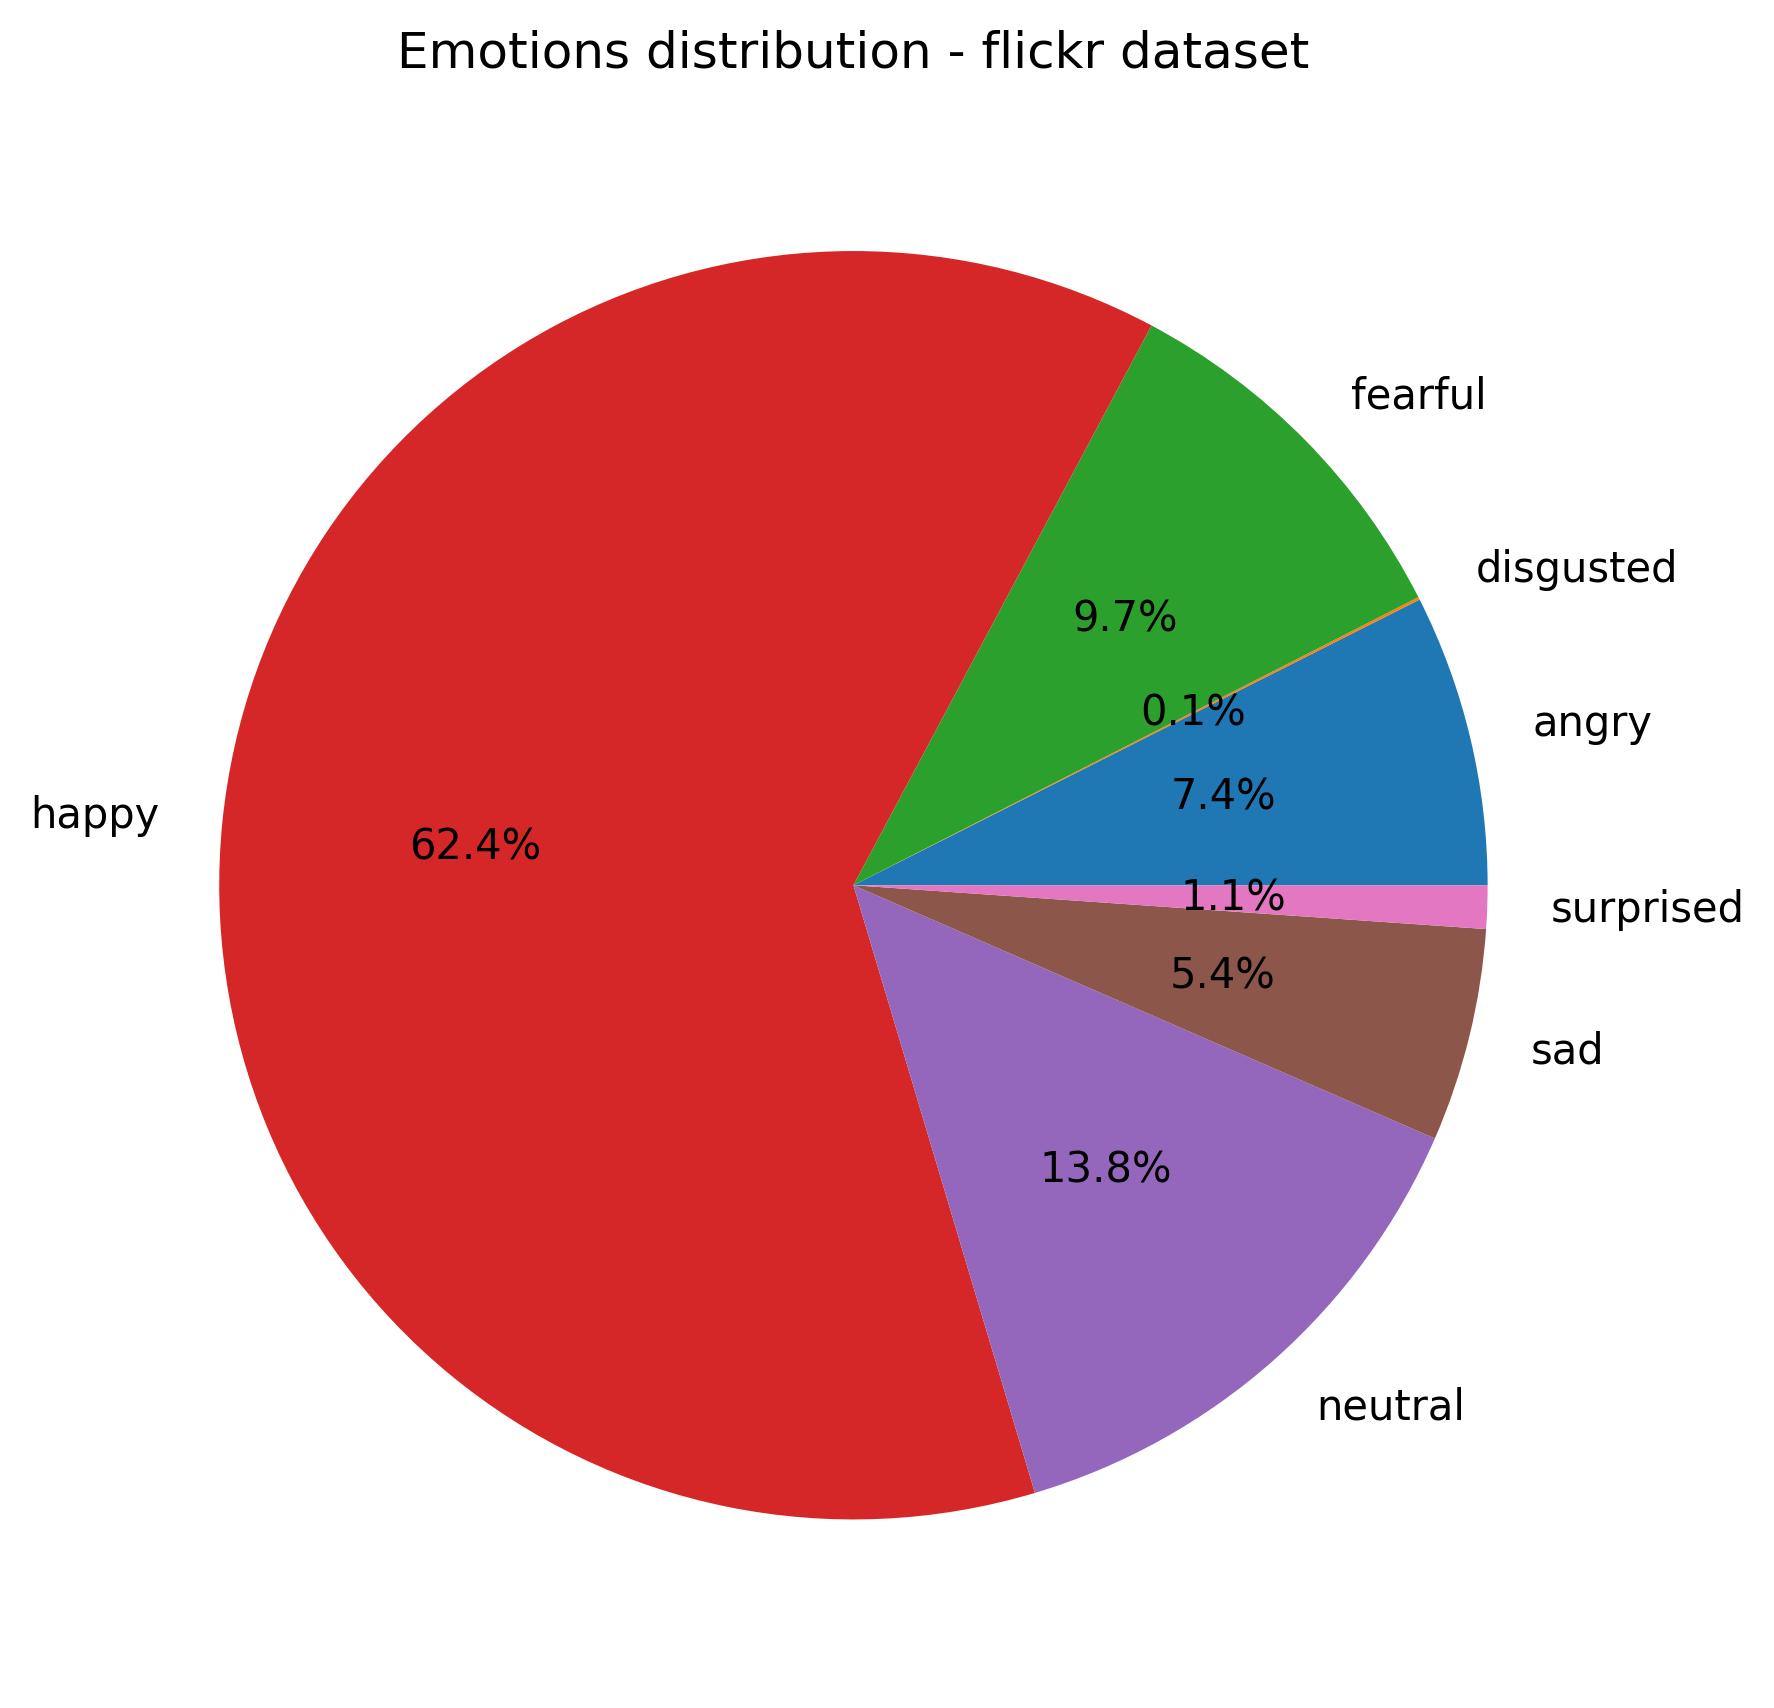 Emotions distribution - flickr dataset
fearful
disgusted
9.7%
0.1%
angry
7.4%
happy
62.4%
1.1%
surprised
5.4%
sad
13.8%
neutral